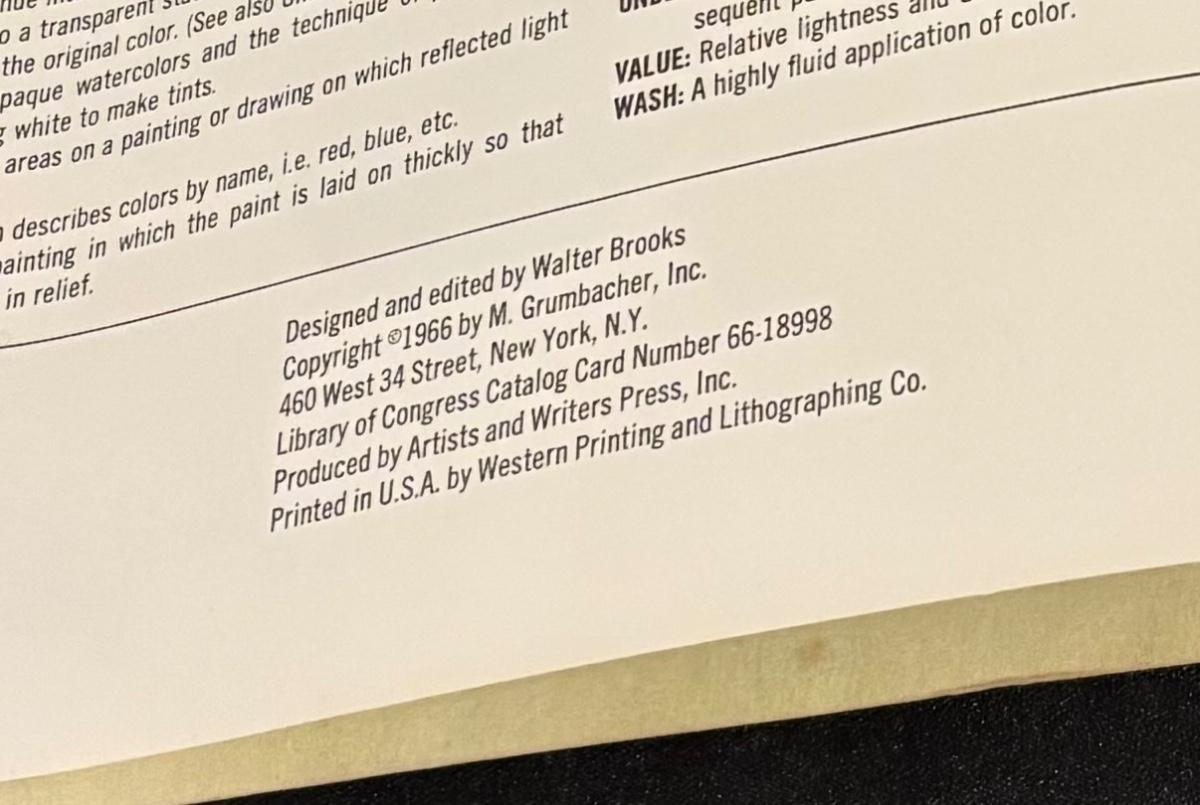 a transparent
the original color. (See also
paque watercolors and the technique
white to make tints.
areas on a painting or drawing on which reflected light
describes colors by name, i.e. red, blue, etc.
ainting in which the paint is laid on thickly so that
in relief.
sequent
VALUE: Relative lightness and
WASH: A highly fluid application of color.
Designed and edited by Walter Brooks
Copyright ©1966 by M. Grumbacher, Inc.
460 West 34 Street, New York, N.Y.
Library of Congress Catalog Card Number 66-18998
Produced by Artists and Writers Press, Inc.
Printed in U.S.A. by Western Printing and Lithographing Co.